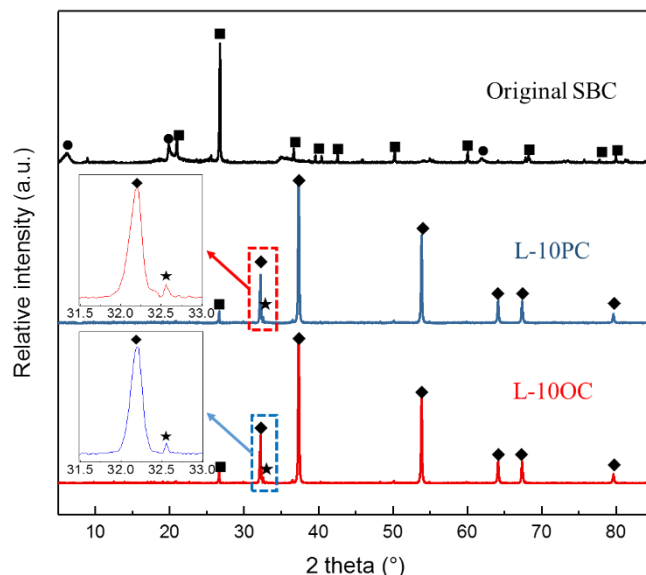 Original SBC
L-10PC
31.5 32.0 32.5 33.0
L-10OC
31.5 32.0 32.5 33.0
10 20 30 40 50 60 70 80
2 theta (°)
Relative intensity (a.u.)